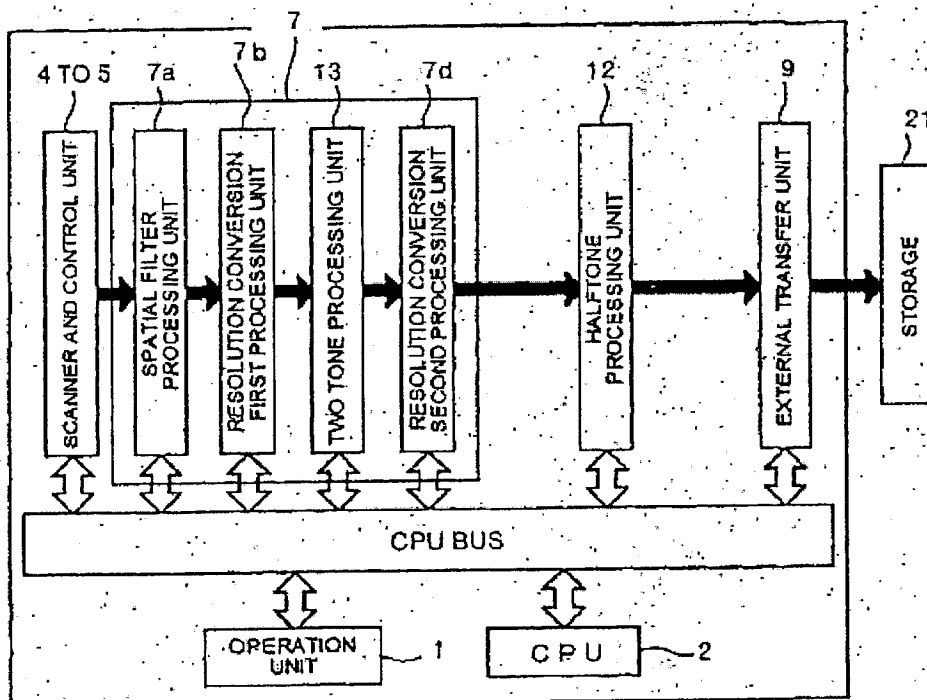 7
4 TO 5
7a
7b
13
7d
12
9
21
SCANNER AND CONTROL UNIT
SPATIAL FILTER
PROCESSING UNIT
RESOLUTION CONVERSION
FIRST PROCESSING UNIT
TWO TONE PROCESSING UNIT
RESOLUTION CONVERSION
SECOND PROCESSING UNIT
HALFTONE
PROCESSING UNIT
EXTERNAL TRANSFER UNIT
STORAGE
CPU BUS
OPERATION
UNIT
1
CPU
2